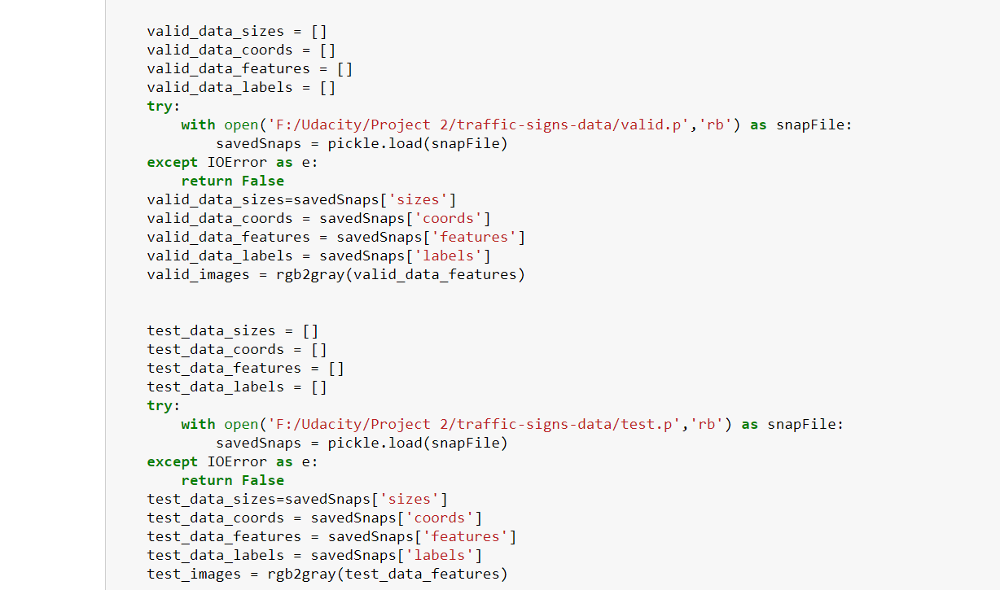 valid_data_sizes = []
valid_data_coords = []
valid_data_features = []
valid_data_labels = []
try:
    with open('F:/Udacity/Project 2/traffic-signs-data/valid.p','rb') as snapFile:
        savedSnaps = pickle.load(snapFile)
except IOError as e:
    return False
valid_data_sizes=savedSnaps['sizes']
valid_data_coords = savedSnaps['coords']
valid_data_features = savedSnaps['features']
valid_data_labels = savedSnaps['labels']
valid_images = rgb2gray(valid_data_features)
test_data_sizes = []
test_data_coords = []
test_data_features = []
test_data_labels = []
try:
    with open('F:/Udacity/Project 2/traffic-signs-data/test.p','rb') as snapFile:
        savedSnaps = pickle.load(snapFile)
except IOError as e:
    return False
test_data_sizes=savedSnaps['sizes']
test_data_coords = savedSnaps['coords']
test_data_features = savedSnaps['features']
test_data_labels = savedSnaps['labels']
test_images = rgb2gray(test_data_features)